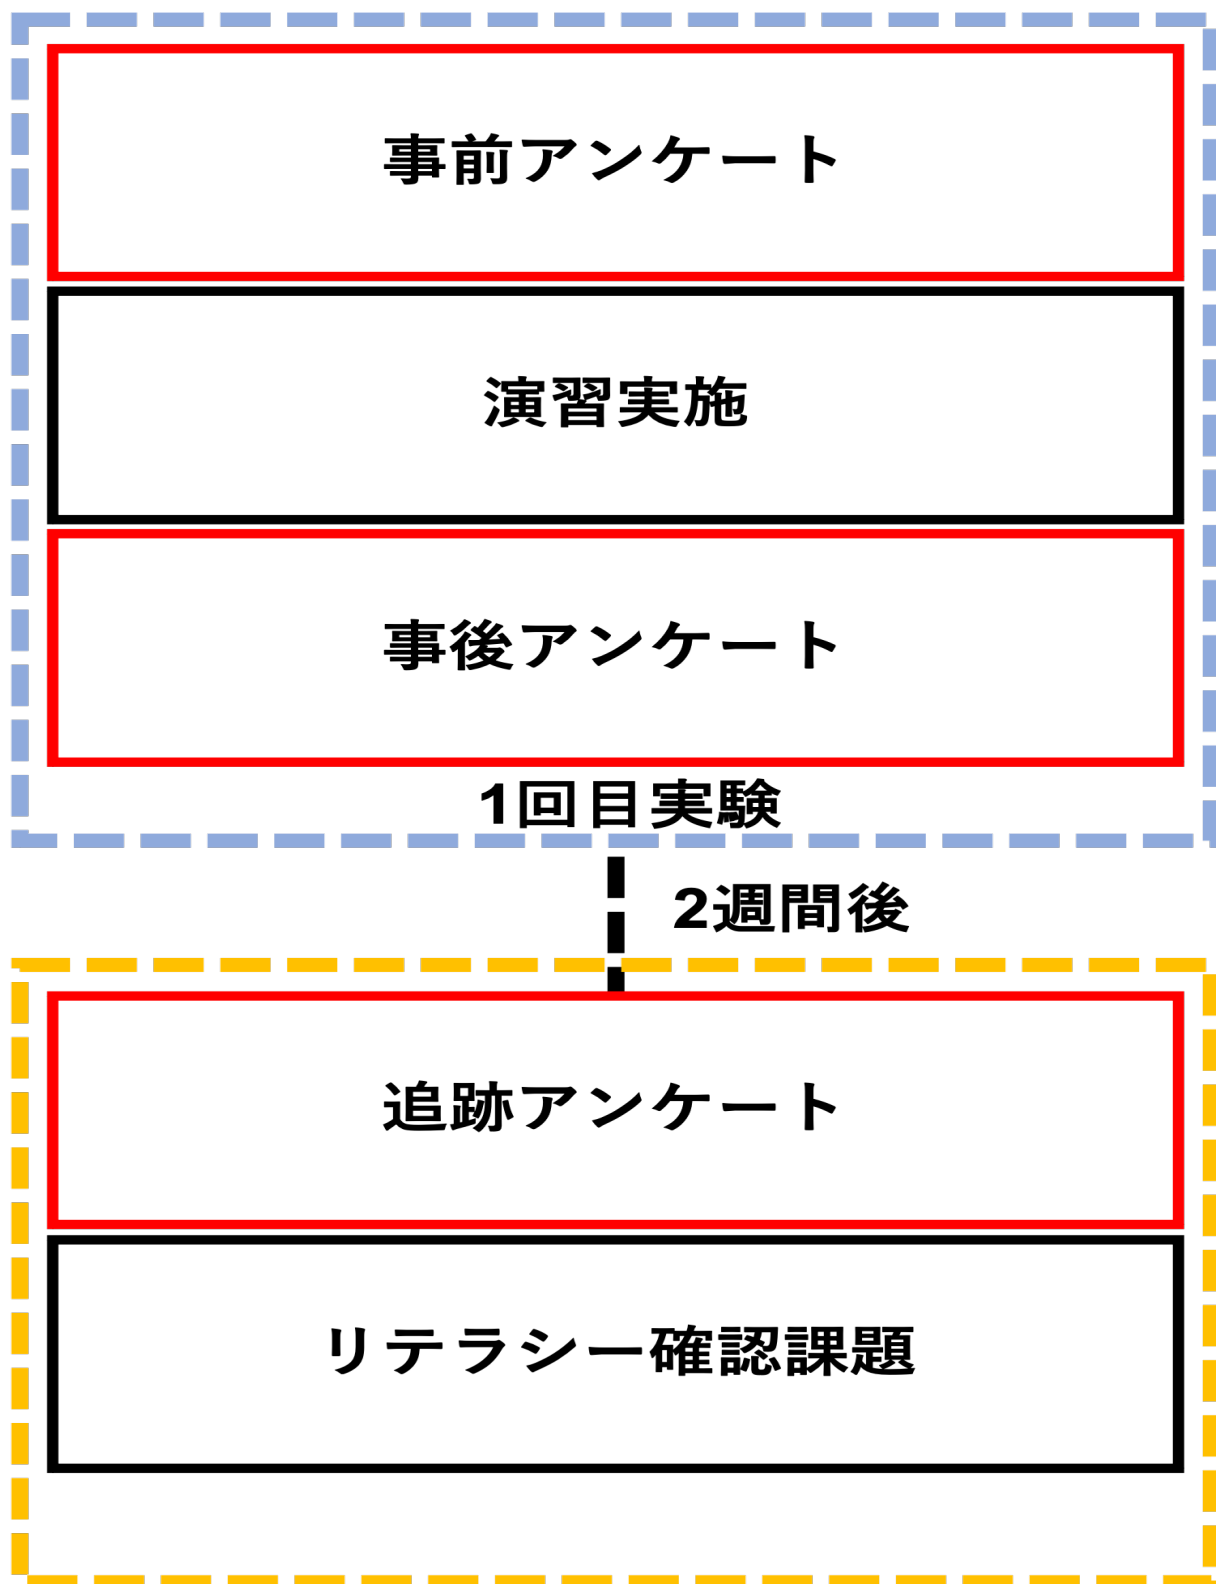 事前アンケート
演習実施
事後アンケート
1回目実験
2週間後
追跡アンケート
リテラシー確認課題